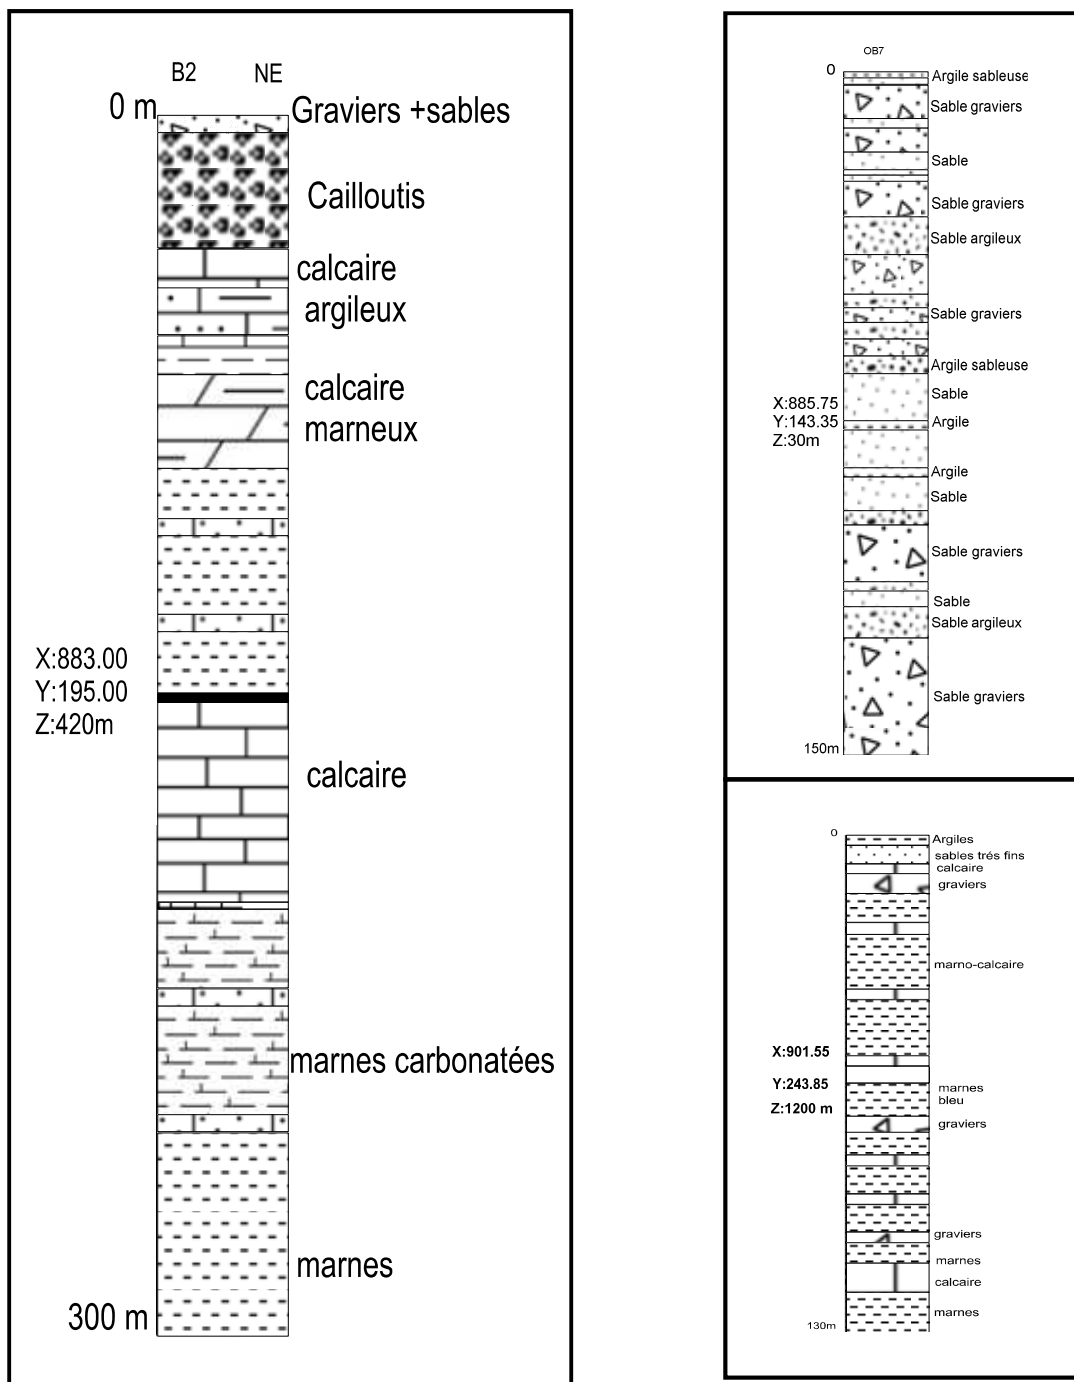 B2 NE
0 m
Graviers +sables
Cailloutis
calcaire
argileux
calcaire
marneux
X:883.00
Y:195.00
Z:420m
calcaire
marnes carbonatées
marnes
300 m
OB7
0
Argile sableuse
Sable graviers
Sable
Sable graviers
Sable argileux
Sable graviers
Argile sableuse
Sable
X:885.75
Y:143.35
Z:30m
Argile
Argile
Sable
Sable graviers
Sable
Sable argileux
Sable graviers
150m
0
Argiles
sables trés fins
calcaire
graviers
marno-calcaire
X:901.55
Y:243.85
Z:1200 m
marnes
bleu
graviers
graviers
marnes
calcaire
marnes
130m